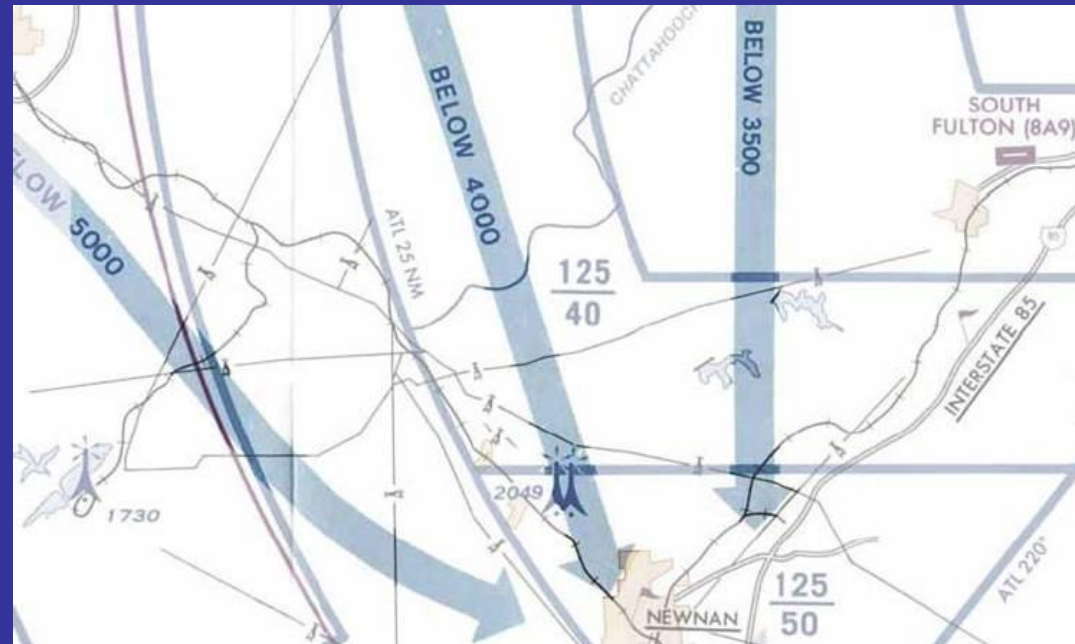 BELOW 5000
BELOW 4000
BELOW 3500
CHATTAHOOCH
SOUTH
FULTON (8A9)
ATL 25 NM
125
40
85
INTERSTATE 85
2049
1730
NEWNAN
125
50
ATL 220°